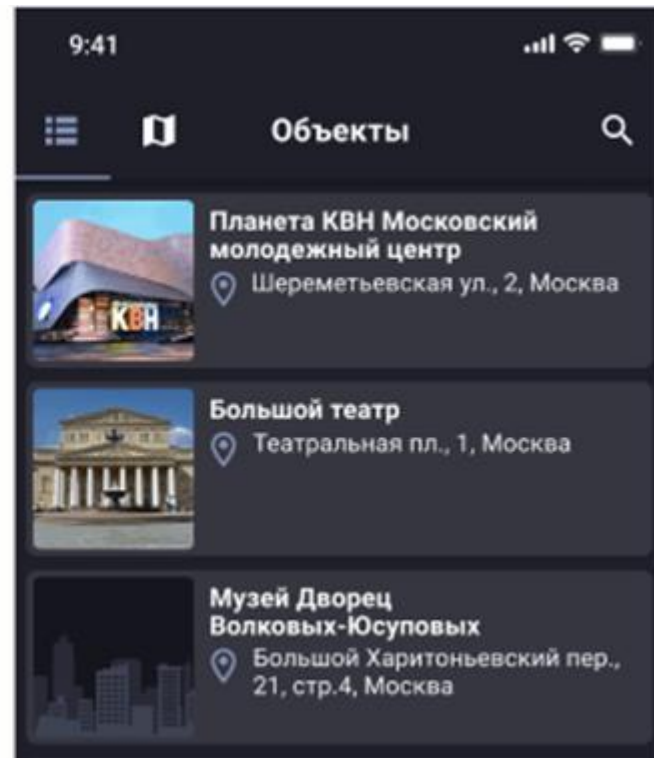 9:41
Объекты
Планета КВН Московский
молодежный центр
Шереметьевская ул., 2, Москва
КВН
Большой театр
Театральная пл., 1, Москва
Музей Дворец
Волковых-Юсуповых
Большой Харитоньевский пер.,
21, стр.4, Москва